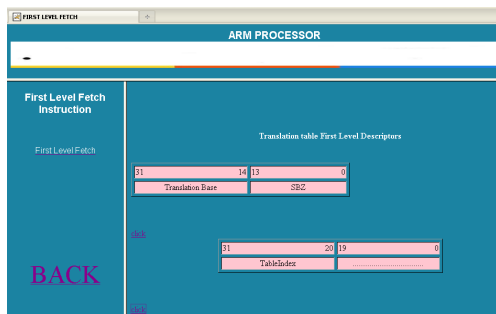 FIRST LEVEL FETCH
ARM PROCESSOR
First Level Fetch
Instruction
First Level Fetch
BACK
Translation table First Level Descriptors
31 14 13 0
Translation Base SBZ
click
31 20 19 0
TableIndex ....................................
click